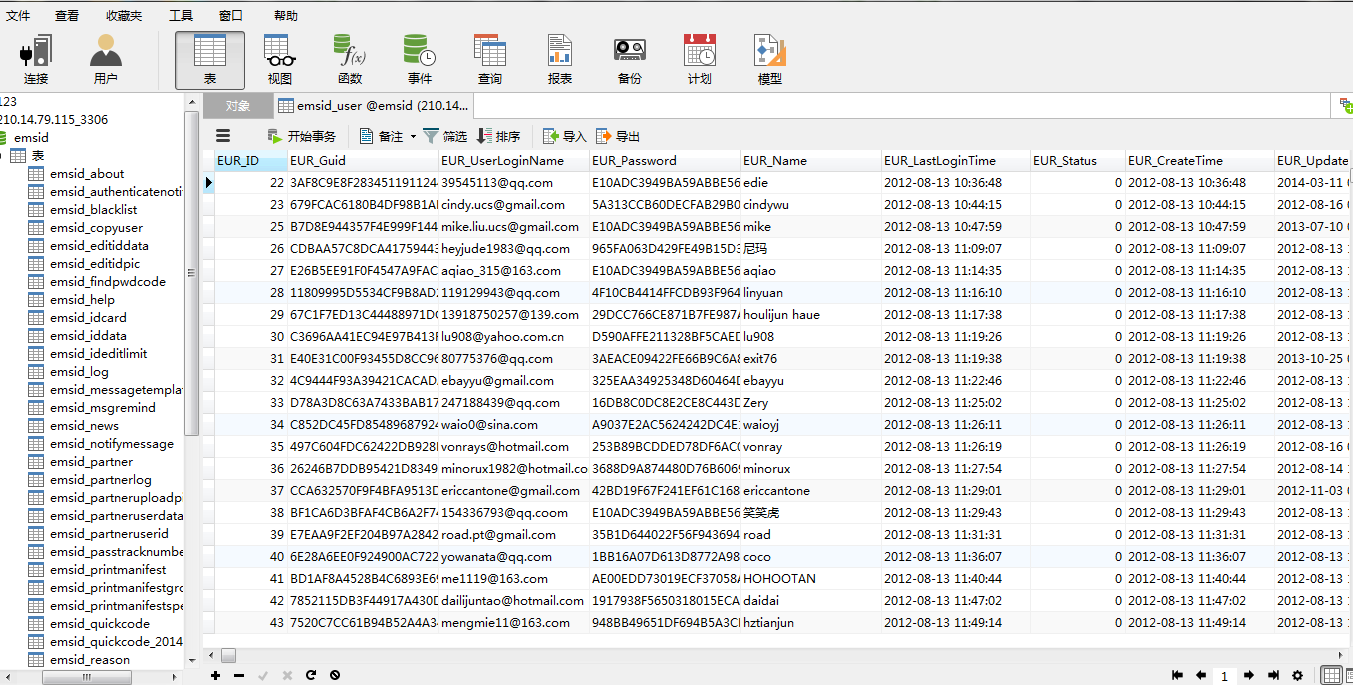 文件 查看 收藏夹 工具 窗口 帮助
连接 用户 表 视图 函数 事件 查询 报表 备份 计划 模型
123
210.14.79.115_3306
emsid
表
emsid_about
emsid_authenticatenoti
emsid_blacklist
emsid_copyuser
emsid_editiddata
emsid_editidpic
emsid_findpwdcode
emsid_help
emsid_idcard
emsid_iddata
emsid_ideditlimit
emsid_log
emsid_messagetempla
emsid_msgremind
emsid_news
emsid_notifymessage
emsid_partner
emsid_partnerlog
emsid_partneruploadp
emsid_partneruserdata
emsid_partneruserid
emsid_passtracknumbe
emsid_printmanifest
emsid_printmanifestgro
emsid_printmanifestspe
emsid_quickcode
emsid_quickcode_2014
emsid_reason
对象 emsid_user @emsid (210.14...
开始事务 备注 筛选 排序 导入 导出
EUR_ID EUR_Guid EUR_UserLoginName EUR_Password EUR_Name EUR_LastLoginTime EUR_Status EUR_CreateTime EUR_Update
22 3AF8C9E8F283451191124 39545113@qq.com E10ADC3949BA59ABBE56 edie 2012-08-13 10:36:48 0 2012-08-13 10:36:48 2014-03-11
23 679FCAC6180B4DF98B1A cindy.ucs@gmail.com 5A313CCB60DECFAB29B0 cindywu 2012-08-13 10:44:15 0 2012-08-13 10:44:15 2012-08-16
25 B7D8E944357F4E999F144 mike.liu.ucs@gmail.com E10ADC3949BA59ABBE56 mike 2012-08-13 10:47:59 0 2012-08-13 10:47:59 2013-07-10
26 CDBAA57C8DCA41759443 heyjude1983@qq.com 965FA063D429FE49B15D 尼玛 2012-08-13 11:09:07 0 2012-08-13 11:09:07 2012-08-13
27 E26B5EE91F0F4547A9FAC aqiao_315@163.com E10ADC3949BA59ABBE56 aqiao 2012-08-13 11:14:35 0 2012-08-13 11:14:35 2012-08-13
28 11809995D5534CF9B8AD 119129943@qq.com 4F10CB4414FFCDB93F964 linyuan 2012-08-13 11:16:10 0 2012-08-13 11:16:10 2012-08-13
29 67C1F7ED13C44488971D 13918750257@139.com 29DCC766CE871B7FE987 houlijun haue 2012-08-13 11:17:38 0 2012-08-13 11:17:38 2012-08-13
30 C3696AA41EC94E97B413 lu908@yahoo.com.cn D590AFFE211328BF5CAED lu908 2012-08-13 11:19:26 0 2012-08-13 11:19:26 2012-08-13
31 E40E31C00F93455D8CC96 80775376@qq.com 3AEACE09422FE66B9C6A8 exit76 2012-08-13 11:19:38 0 2012-08-13 11:19:38 2013-10-25
32 4C9444F93A39421CACAD ebayyu@gmail.com 325EAA34925348D60464 ebayyu 2012-08-13 11:22:46 0 2012-08-13 11:22:46 2012-08-13
33 D78A3D8C63A7433BAB17 247188439@qq.com 16DB8C0DC8E2CE8C443D Zery 2012-08-13 11:25:02 0 2012-08-13 11:25:02 2012-08-13
34 C852DC45FD8548968792 waio0@sina.com A9037E2AC5624242DC4E waioyj 2012-08-13 11:26:11 0 2012-08-13 11:26:11 2012-08-13
35 497C604FDC62422DB928 vonrays@hotmail.com 253B89BCDDED78DF6AC vonray 2012-08-13 11:26:19 0 2012-08-13 11:26:19 2012-08-16
36 26246B7DDB95421D8349 minorux1982@hotmail.co 3688D9A874480D76B606 minorux 2012-08-13 11:27:54 0 2012-08-13 11:27:54 2012-08-14
37 CCA632570F9F4BFA9513D ericcantone@gmail.com 42BD19F67F241EF61C168 ericcantone 2012-08-13 11:29:01 0 2012-08-13 11:29:01 2012-11-03
38 BF1CA6D3BFAF4CB6A2F7 154336793@qq.coom E10ADC3949BA59ABBE56 笑笑虎 2012-08-13 11:29:43 0 2012-08-13 11:29:43 2012-08-13
39 E7EAA9F2EF204B97A2842 road.pt@gmail.com 35B1D644022F56F943694 road 2012-08-13 11:31:31 0 2012-08-13 11:31:31 2012-08-13
40 6E28A6EE0F924900AC722 yowanata@qq.com 1BB16A07D613D8772A98 coco 2012-08-13 11:36:07 0 2012-08-13 11:36:07 2012-08-13
41 BD1AF8A4528B4C6893E6 me1119@163.com AE00EDD73019ECF37058 HOHOOTAN 2012-08-13 11:40:44 0 2012-08-13 11:40:44 2012-08-13
42 7852115DB3F44917A430 dailijuntao@hotmail.com 1917938F5650318015ECA daidai 2012-08-13 11:47:02 0 2012-08-13 11:47:02 2012-08-13
43 7520C7CC61B94B52A4A3 mengmie11@163.com 948BB49651DF694B5A3C hztianjun 2012-08-13 11:49:14 0 2012-08-13 11:49:14 2012-08-13
1